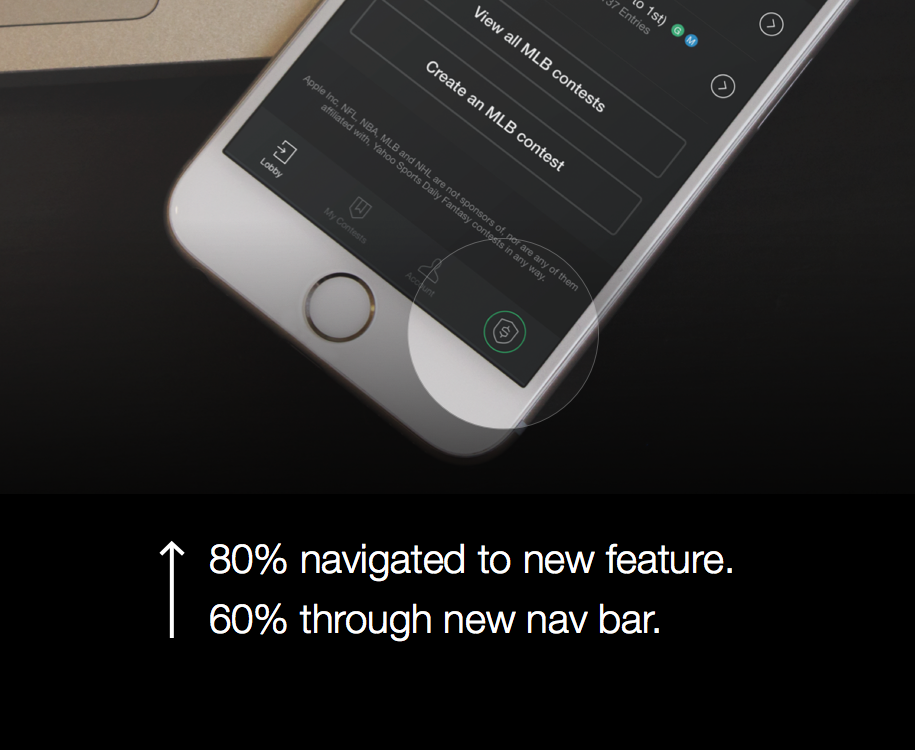 to 1st)
37 Entries
G M
View all MLB contests
Create an MLB contest
Apple Inc, NFL, NBA, MLB and NHL are not sponsors of, nor are any of them
affiliated with, Yahoo Sports Daily Fantasy contests in any way.
Lobby
My Contests
Account
$
80% navigated to new feature.
60% through new nav bar.